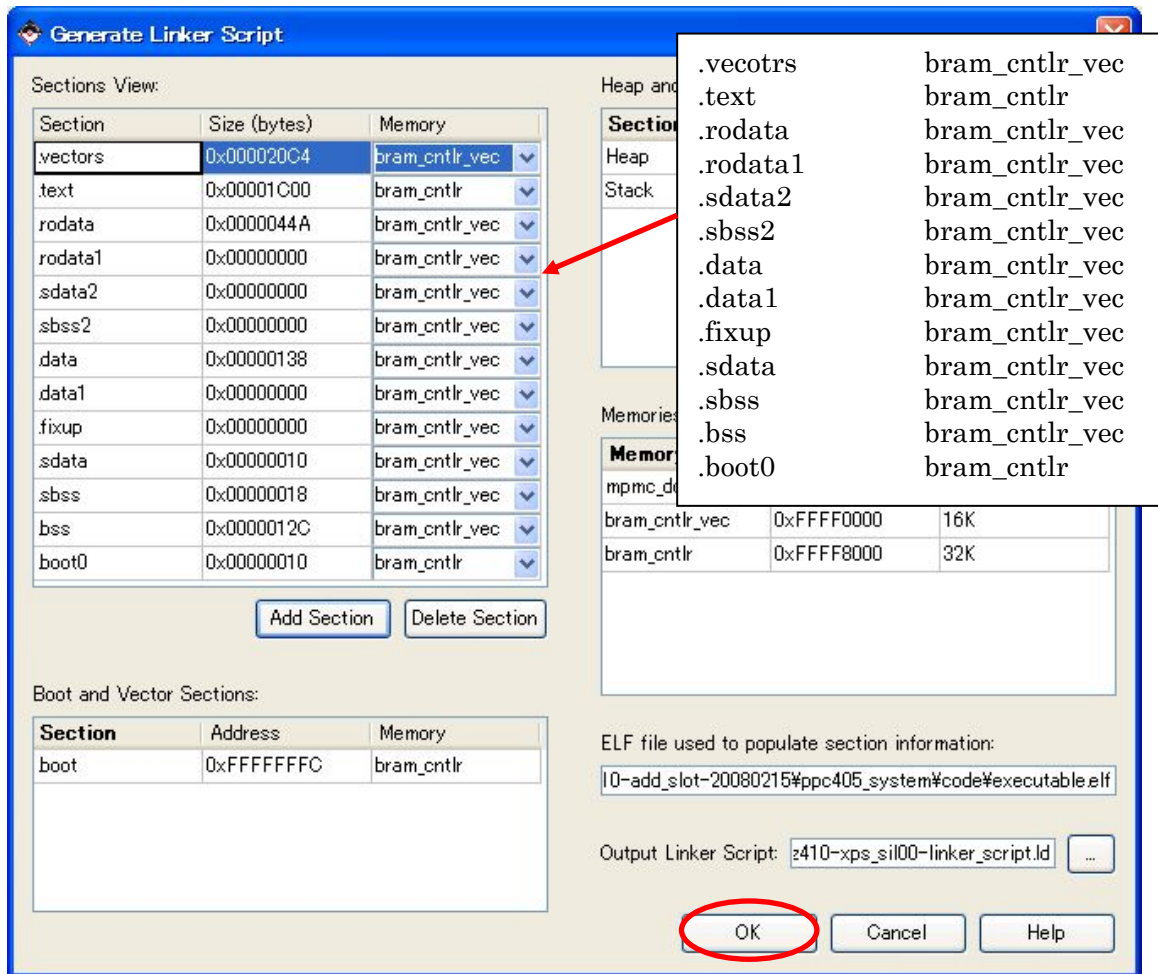 Generate Linker Script
Sections View:
Section Size (bytes) Memory
.vectors 0x000020C4 bram_cntlr_vec
.text 0x00001C00 bram_cntlr
.rodata 0x0000044A bram_cntlr_vec
.rodata1 0x00000000 bram_cntlr_vec
.sdata2 0x00000000 bram_cntlr_vec
.sbss2 0x00000000 bram_cntlr_vec
.data 0x00000138 bram_cntlr_vec
.data1 0x00000000 bram_cntlr_vec
.fixup 0x00000000 bram_cntlr_vec
.sdata 0x00000010 bram_cntlr_vec
.sbss 0x00000018 bram_cntlr_vec
.bss 0x0000012C bram_cntlr_vec
.boot0 0x00000010 bram_cntlr
Add Section Delete Section
Boot and Vector Sections:
Section Address Memory
.boot 0xFFFFFFFC bram_cntlr
Heap and
Section
Heap
Stack
.vecotrs bram_cntlr_vec
.text bram_cntlr
.rodata bram_cntlr_vec
.rodata1 bram_cntlr_vec
.sdata2 bram_cntlr_vec
.sbss2 bram_cntlr_vec
.data bram_cntlr_vec
.data1 bram_cntlr_vec
.fixup bram_cntlr_vec
.sdata bram_cntlr_vec
.sbss bram_cntlr_vec
.bss bram_cntlr_vec
.boot0 bram_cntlr
Memories
Memory
mpmc_d
bram_cntlr_vec 0xFFFF0000 16K
bram_cntlr 0xFFFF8000 32K
ELF file used to populate section information:
10-add_slot-20080215¥ppc405_system¥code¥executable.elf
Output Linker Script: z410-xps_sil00-linker_script.ld ...
OK Cancel Help